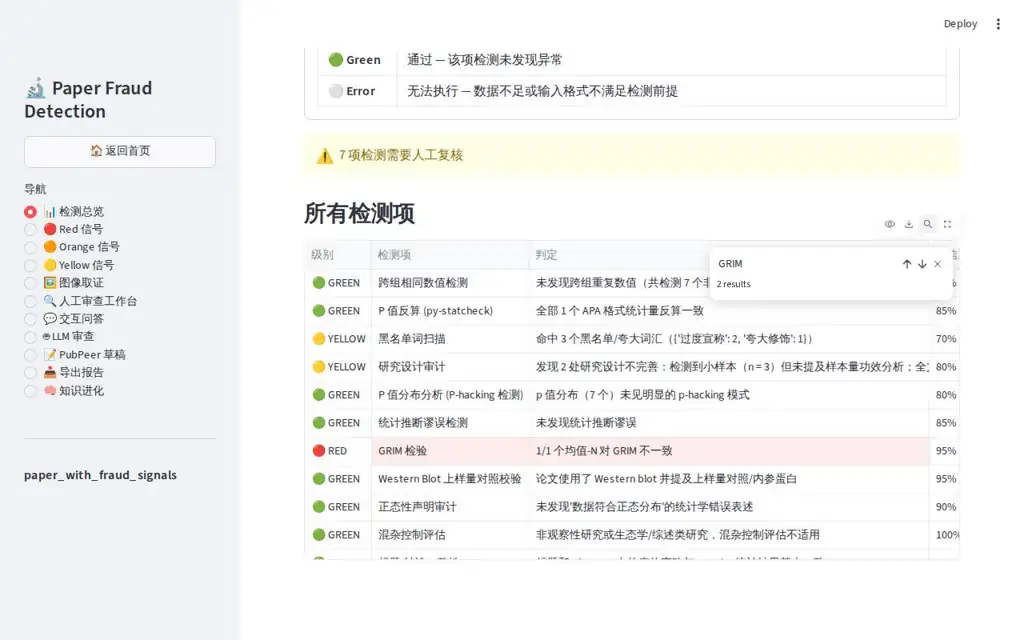 Deploy
🔬 Paper Fraud Detection
🏠 返回首页
导航
📊 检测总览
🔴 Red 信号
🟠 Orange 信号
🟡 Yellow 信号
🖼️ 图像取证
🔍 人工审查工作台
💬 交互问答
LLM 审查
📝 PubPeer 草稿
📤 导出报告
🧠 知识进化
paper_with_fraud_signals
🟢 Green 通过 — 该项检测未发现异常
⚪ Error 无法执行 — 数据不足或输入格式不满足检测前提
⚠️ 7 项检测需要人工复核
所有检测项
GRIM
2 results
级别 检测项 判定
🟢 GREEN 跨组相同数值检测 未发现跨组重复数值（共检测 7 个
🟢 GREEN P 值反算 (py-statcheck) 全部 1 个 APA 格式统计量反算一致 85%
🟡 YELLOW 黑名单词扫描 命中 3 个黑名单/夸大词汇（{'过度宣称': 2, '夸大修饰': 1}） 70%
🟡 YELLOW 研究设计审计 发现 2 处研究设计不完善：检测到小样本（n = 3）但未提及样本量功效分析；全 80%
🟢 GREEN P 值分布分析 (P-hacking 检测) p 值分布（7 个）未见明显的 p-hacking 模式 80%
🟢 GREEN 统计推断谬误检测 未发现统计推断谬误 85%
🔴 RED GRIM 检验 1/1 个均值-N 对 GRIM 不一致 95%
🟢 GREEN Western Blot 上样量对照校验 论文使用了 Western blot 并提及上样量对照/内参蛋白 95%
🟢 GREEN 正态性声明审计 未发现'数据符合正态分布'的统计学错误表述 90%
🟢 GREEN 混杂控制评估 非观察性研究或生态学/综述类研究，混杂控制评估不适用 100%